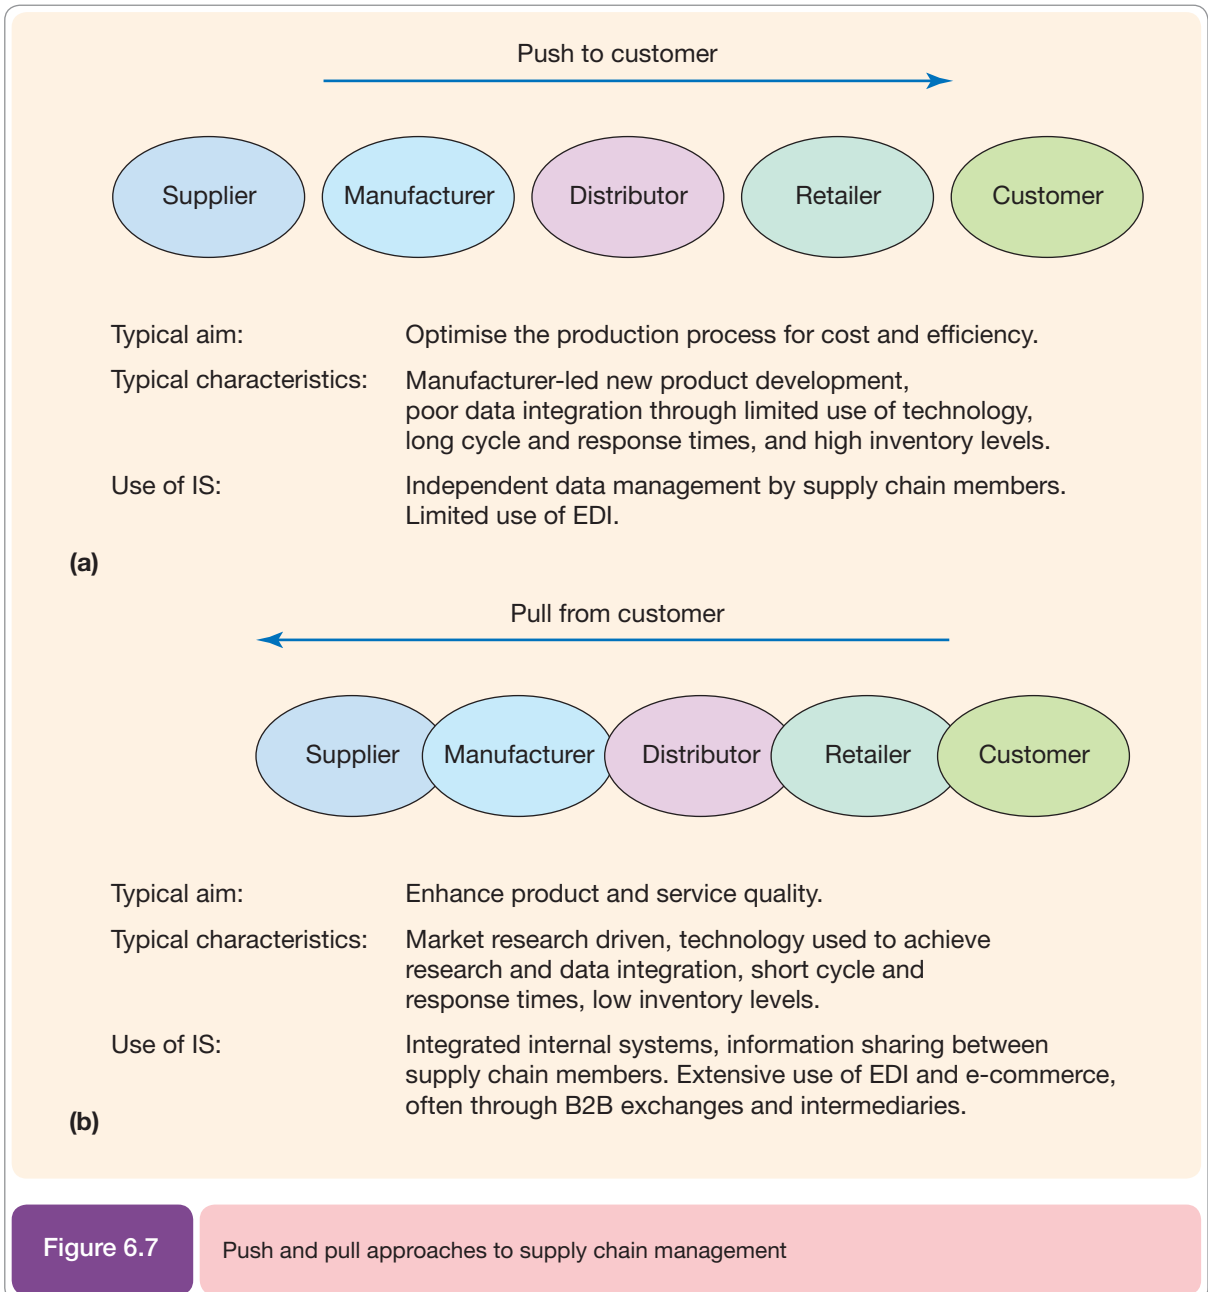 Push to customer
Supplier Manufacturer Distributor Retailer Customer
Typical aim: Optimise the production process for cost and efficiency.
Typical characteristics: Manufacturer-led new product development,
poor data integration through limited use of technology,
long cycle and response times, and high inventory levels.
Use of IS: Independent data management by supply chain members.
Limited use of EDI.
(a)
Pull from customer
Supplier Manufacturer Distributor Retailer Customer
Typical aim: Enhance product and service quality.
Typical characteristics: Market research driven, technology used to achieve
research and data integration, short cycle and
response times, low inventory levels.
Use of IS: Integrated internal systems, information sharing between
supply chain members. Extensive use of EDI and e-commerce,
often through B2B exchanges and intermediaries.
(b)
Figure 6.7 Push and pull approaches to supply chain management